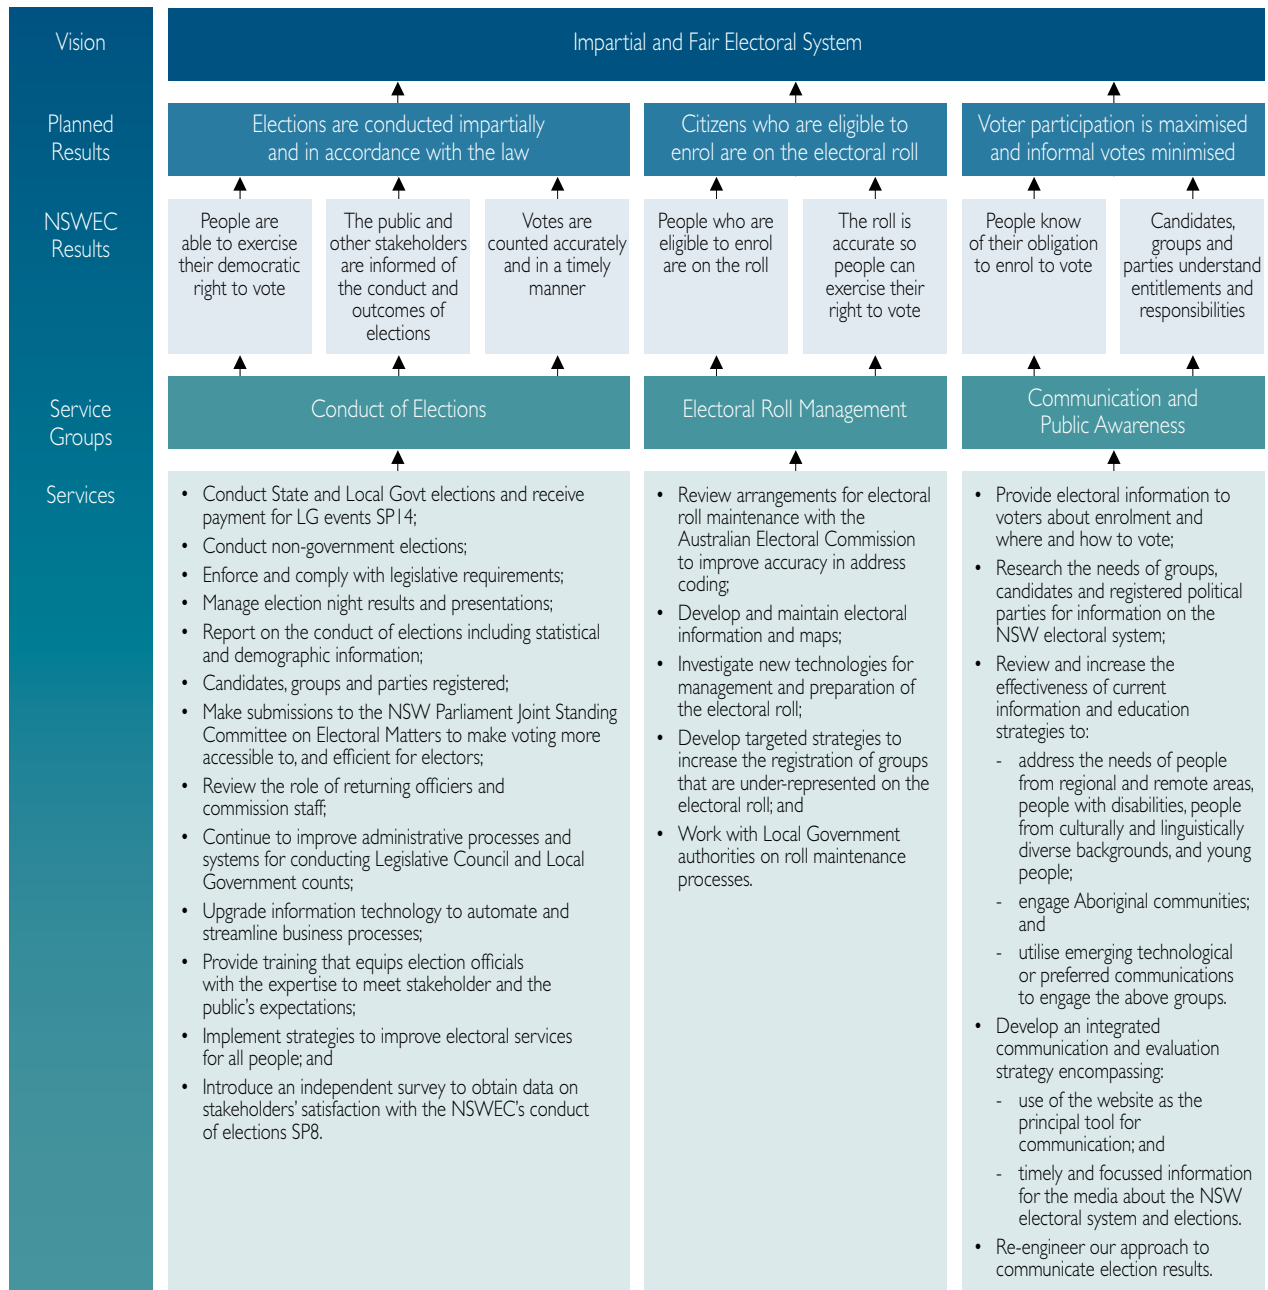 Vision
Impartial and Fair Electoral System
Planned
Results
Elections are conducted impartially
and in accordance with the law
Citizens who are eligible to
enrol are on the electoral roll
Voter participation is maximised
and informal votes minimised
NSWEC
Results
People are
able to exercise
their democratic
right to vote
The public and
other stakeholders
are informed of
the conduct and
outcomes of
elections
Votes are
counted accurately
and in a timely
manner
People who are
eligible to enrol
are on the roll
The roll is
accurate so
people can
exercise their
right to vote
People know
of their obligation
to enrol to vote
Candidates,
groups and
parties understand
entitlements and
responsibilities
Service
Groups
Conduct of Elections
Electoral Roll Management
Communication and
Public Awareness
Services
• Conduct State and Local Govt elections and receive
payment for LG events SP14;
• Conduct non-government elections;
• Enforce and comply with legislative requirements;
• Manage election night results and presentations;
• Report on the conduct of elections including statistical
and demographic information;
• Candidates, groups and parties registered;
• Make submissions to the NSW Parliament Joint Standing
Committee on Electoral Matters to make voting more
accessible to, and efficient for electors;
• Review the role of returning officiers and
commission staff;
• Continue to improve administrative processes and
systems for conducting Legislative Council and Local
Government counts;
• Upgrade information technology to automate and
streamline business processes;
• Provide training that equips election officials
with the expertise to meet stakeholder and the
public's expectations;
• Implement strategies to improve electoral services
for all people; and
• Introduce an independent survey to obtain data on
stakeholders' satisfaction with the NSWEC's conduct
of elections SP8.
• Review arrangements for electoral
roll maintenance with the
Australian Electoral Commission
to improve accuracy in address
coding;
• Develop and maintain electoral
information and maps;
• Investigate new technologies for
management and preparation of
the electoral roll;
• Develop targeted strategies to
increase the registration of groups
that are under-represented on the
electoral roll; and
• Work with Local Government
authorities on roll maintenance
processes.
• Provide electoral information to
voters about enrolment and
where and how to vote;
• Research the needs of groups,
candidates and registered political
parties for information on the
NSW electoral system;
• Review and increase the
effectiveness of current
information and education
strategies to:
- address the needs of people
from regional and remote areas,
people with disabilities, people
from culturally and linguistically
diverse backgrounds, and young
people;
- engage Aboriginal communities;
and
- utilise emerging technological
or preferred communications
to engage the above groups.
• Develop an integrated
communication and evaluation
strategy encompassing:
- use of the website as the
principal tool for
communication; and
- timely and focussed information
for the media about the NSW
electoral system and elections.
• Re-engineer our approach to
communicate election results.